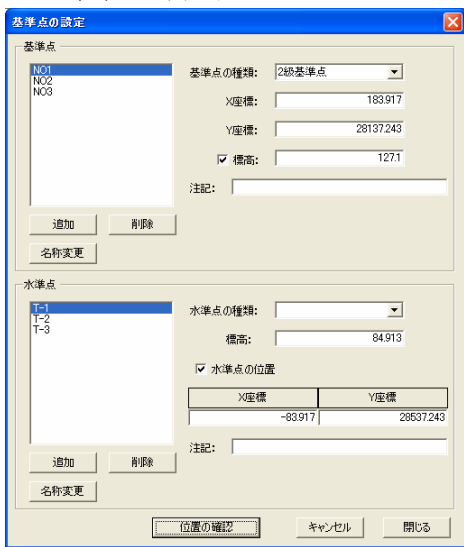 基準点の設定
基準点
NO1
NO2
NO3
基準点の種類: 2級基準点
X座標: 183.917
Y座標: 28137.243
標高: 127.1
注記:
追加 削除
名称変更
水準点
T-1
T-2
T-3
水準点の種類:
標高: 84.913
水準点の位置
X座標 Y座標
-83.917 28537.243
注記:
追加 削除
名称変更
位置の確認 キャンセル 閉じる